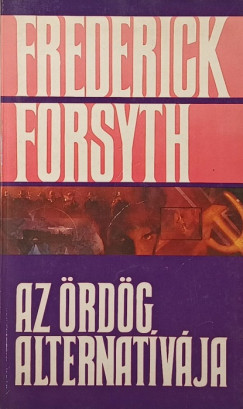 FREDERICK
FORSYTH
AZ ÖRDÖG
ALTERNATÍVÁJA